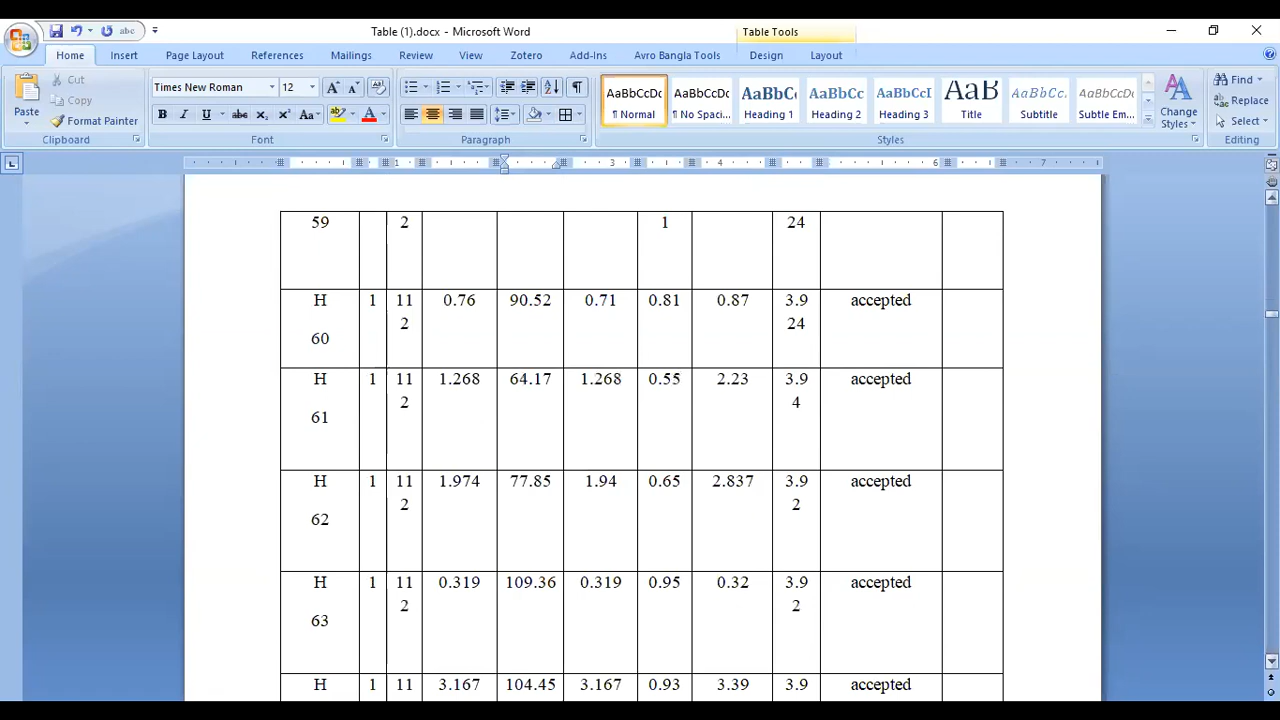 Table (1).docx - Microsoft Word
Table Tools
Home Insert Page Layout References Mailings Review View Zotero Add-Ins Avro Bangla Tools Design Layout
Paste
Cut
Copy
Format Painter
Clipboard
Times New Roman 12
Font
Paragraph
AaBbCcDc
¶ Normal
AaBbCcDc
¶ No Spaci...
AaBbC
Heading 1
AaBbCc
Heading 2
AaBbCcI
Heading 3
AaB
Title
AaBbCc.
Subtitle
AaBbCcD.
Subtle Em...
Change Styles
Styles
Find
Replace
Select
Editing
1 3 4 6 7
59 2 1 24
H 1 11 0.76 90.52 0.71 0.81 0.87 3.9 accepted
2 24
60
H 1 11 1.268 64.17 1.268 0.55 2.23 3.9 accepted
2 4
61
H 1 11 1.974 77.85 1.94 0.65 2.837 3.9 accepted
2 2
62
H 1 11 0.319 109.36 0.319 0.95 0.32 3.9 accepted
2 2
63
H 1 11 3.167 104.45 3.167 0.93 3.39 3.9 accepted